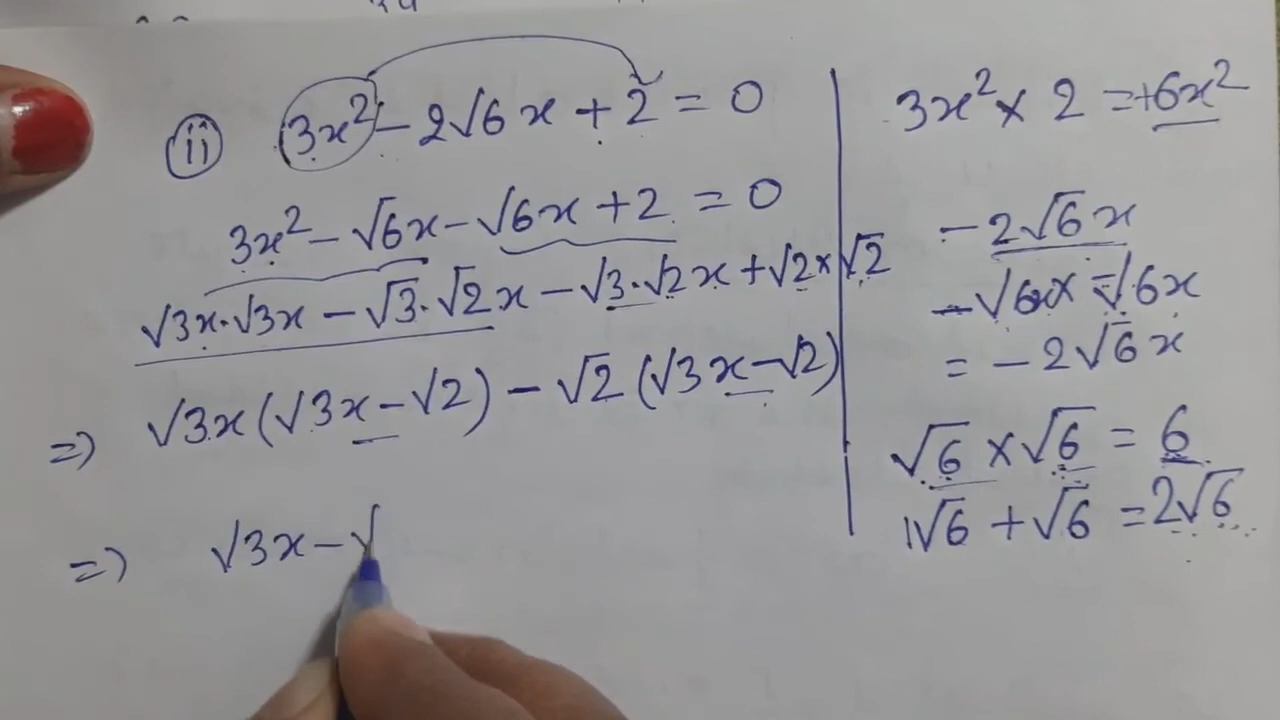 (ii) 3x² - 2√6x + 2 = 0
3x² - √6x - √6x + 2 = 0
√3x·√3x - √3·√2x - √3·√2x + √2×√2
=) √3x(√3x-√2) - √2(√3x-√2)
=) √3x-√
3x² × 2 = +6x²
-2√6x
-√6x × -√6x
= -2√6x
√6 × √6 = 6
1√6 + √6 = 2√6